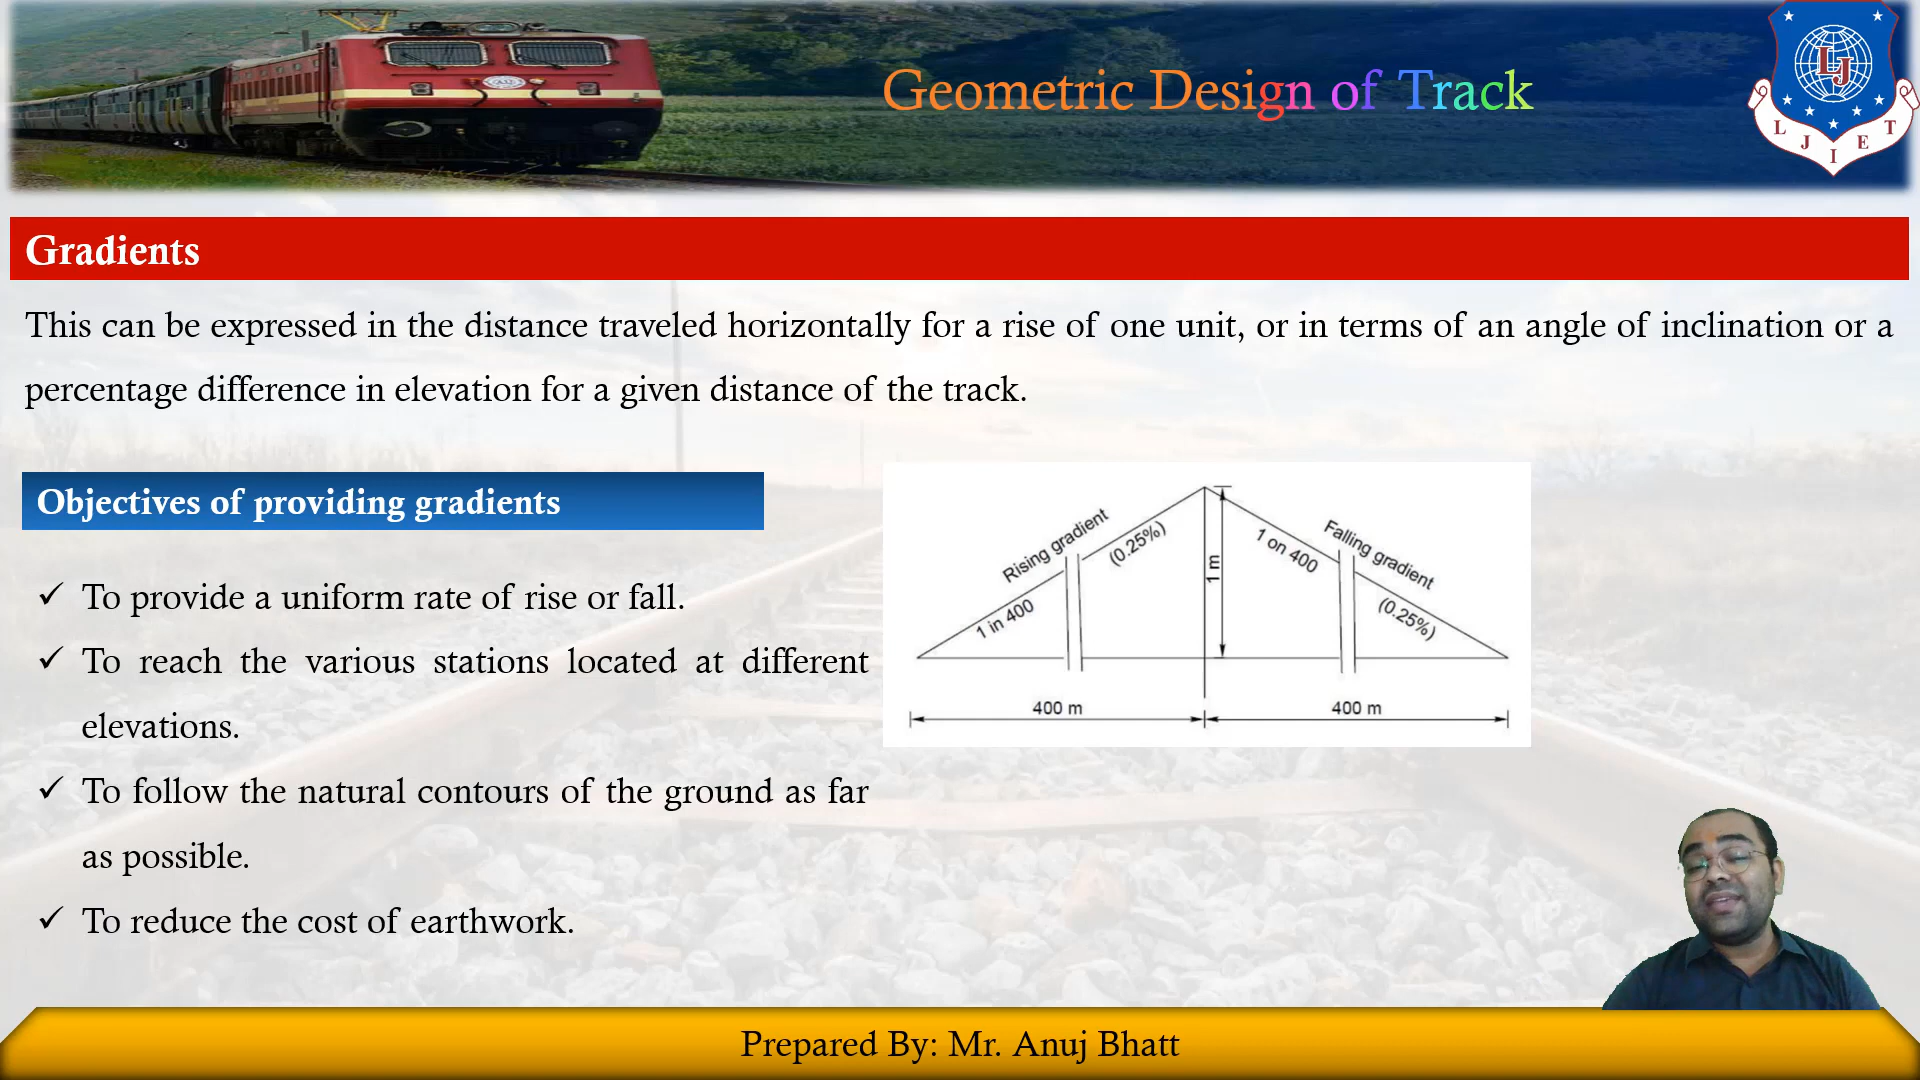 Geometric Design of Track
LJ
L J I E T
Gradients
This can be expressed in the distance traveled horizontally for a rise of one unit, or in terms of an angle of inclination or a
percentage difference in elevation for a given distance of the track.
Objectives of providing gradients
✓ To provide a uniform rate of rise or fall.
✓ To reach the various stations located at different
elevations.
✓ To follow the natural contours of the ground as far
as possible.
✓ To reduce the cost of earthwork.
Rising gradient
1 in 400
(0.25%)
1 m
Falling gradient
1 on 400
(0.25%)
400 m
400 m
Prepared By: Mr. Anuj Bhatt